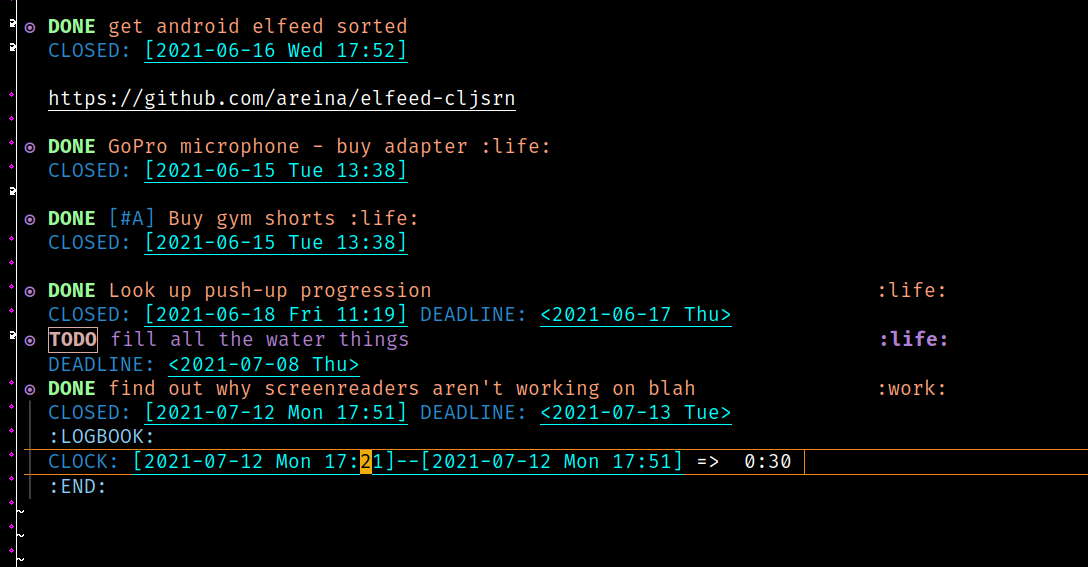 DONE get android elfeed sorted
CLOSED: [2021-06-16 Wed 17:52]
https://github.com/areina/elfeed-cljsrn
DONE GoPro microphone - buy adapter :life:
CLOSED: [2021-06-15 Tue 13:38]
DONE [#A] Buy gym shorts :life:
CLOSED: [2021-06-15 Tue 13:38]
DONE Look up push-up progression :life:
CLOSED: [2021-06-18 Fri 11:19] DEADLINE: <2021-06-17 Thu>
TODO fill all the water things :life:
DEADLINE: <2021-07-08 Thu>
DONE find out why screenreaders aren't working on blah :work:
CLOSED: [2021-07-12 Mon 17:51] DEADLINE: <2021-07-13 Tue>
:LOGBOOK:
CLOCK: [2021-07-12 Mon 17:21]--[2021-07-12 Mon 17:51] => 0:30
:END:
~
~
~